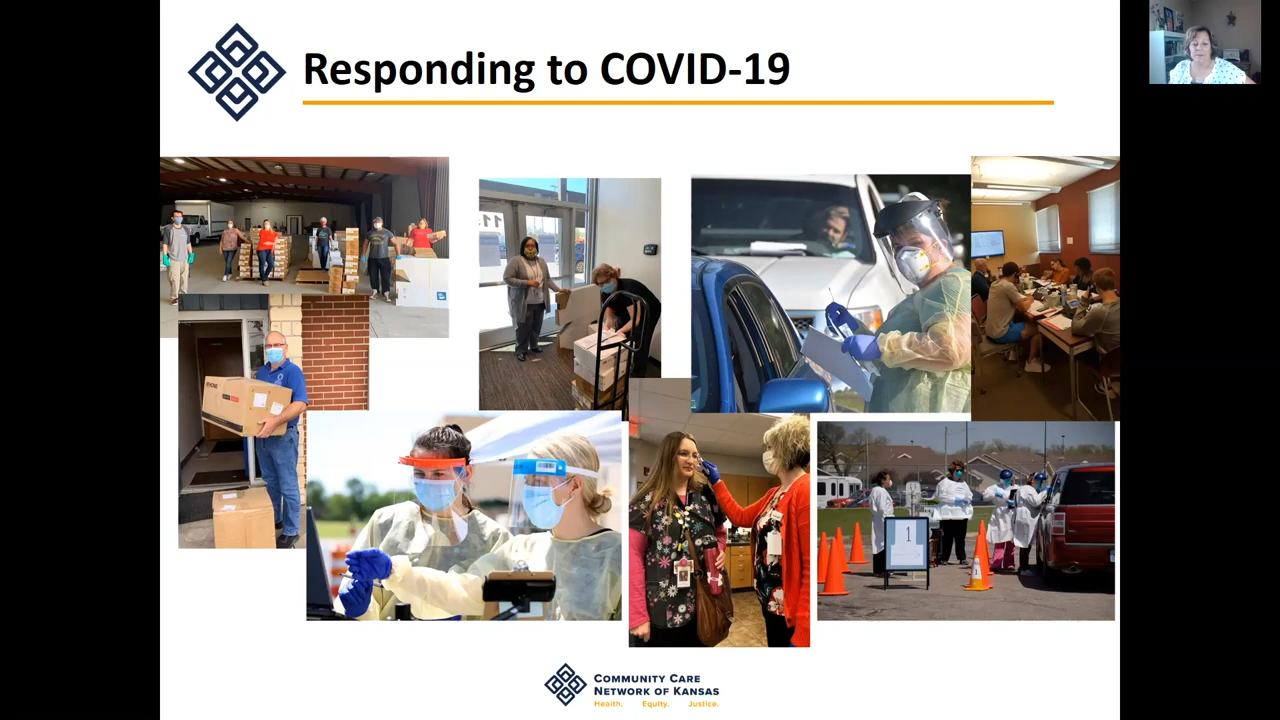 Responding to COVID-19
1
COMMUNITY CARE
NETWORK OF KANSAS
Health. Equity. Justice.